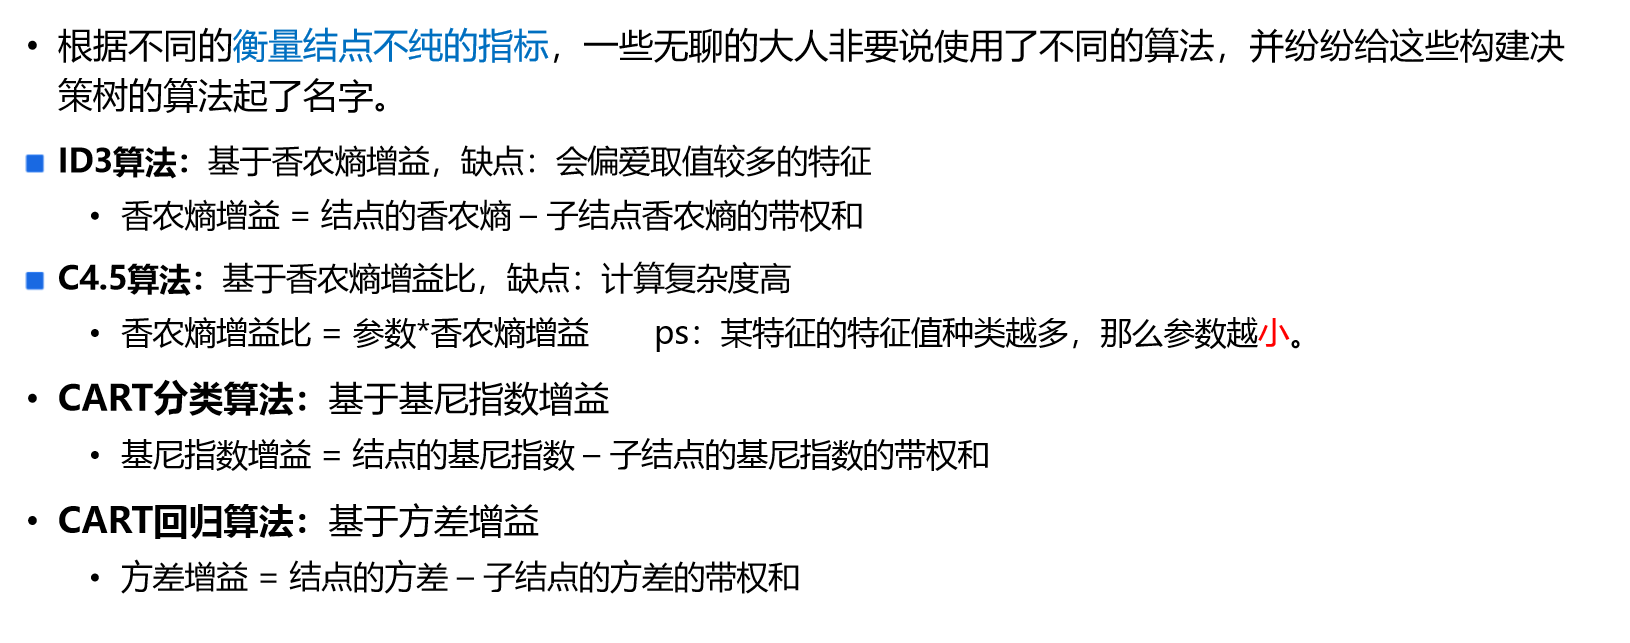 • 根据不同的衡量结点不纯的指标，一些无聊的大人非要说使用了不同的算法，并纷纷给这些构建决
策树的算法起了名字。
■ ID3算法：基于香农熵增益，缺点：会偏爱取值较多的特征
• 香农熵增益 = 结点的香农熵 – 子结点香农熵的带权和
■ C4.5算法：基于香农熵增益比，缺点：计算复杂度高
• 香农熵增益比 = 参数*香农熵增益 ps：某特征的特征值种类越多，那么参数越小。
• CART分类算法：基于基尼指数增益
• 基尼指数增益 = 结点的基尼指数 – 子结点的基尼指数的带权和
• CART回归算法：基于方差增益
• 方差增益 = 结点的方差 – 子结点的方差的带权和